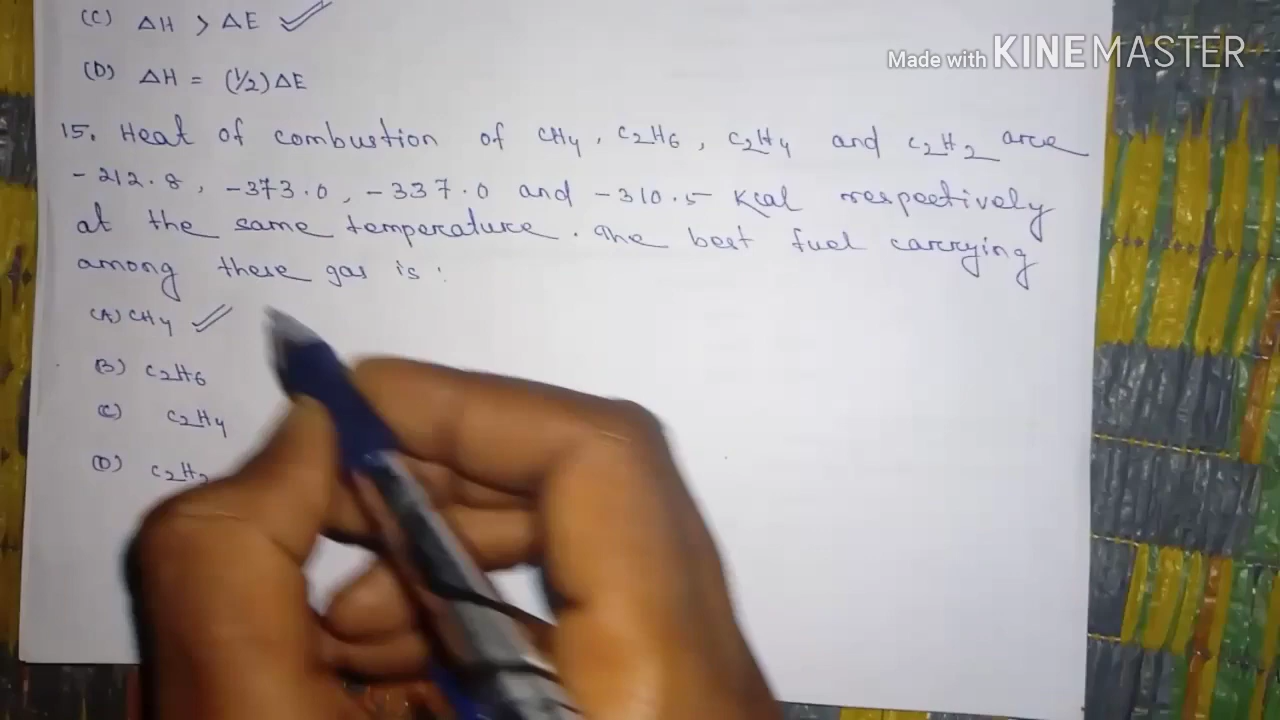 (C) ΔH > ΔE
Made with KINEMASTER
(D) ΔH = (1/2) ΔE
15. Heat of combustion of CH4, C2H6, C2H4 and C2H2 are
-212.8, -373.0, -337.0 and -310.5 Kcal respectively
at the same temperature. The best fuel carrying
among these gas is :
(A) CH4
(B) C2H6
(C) C2H4
(D) C2H2